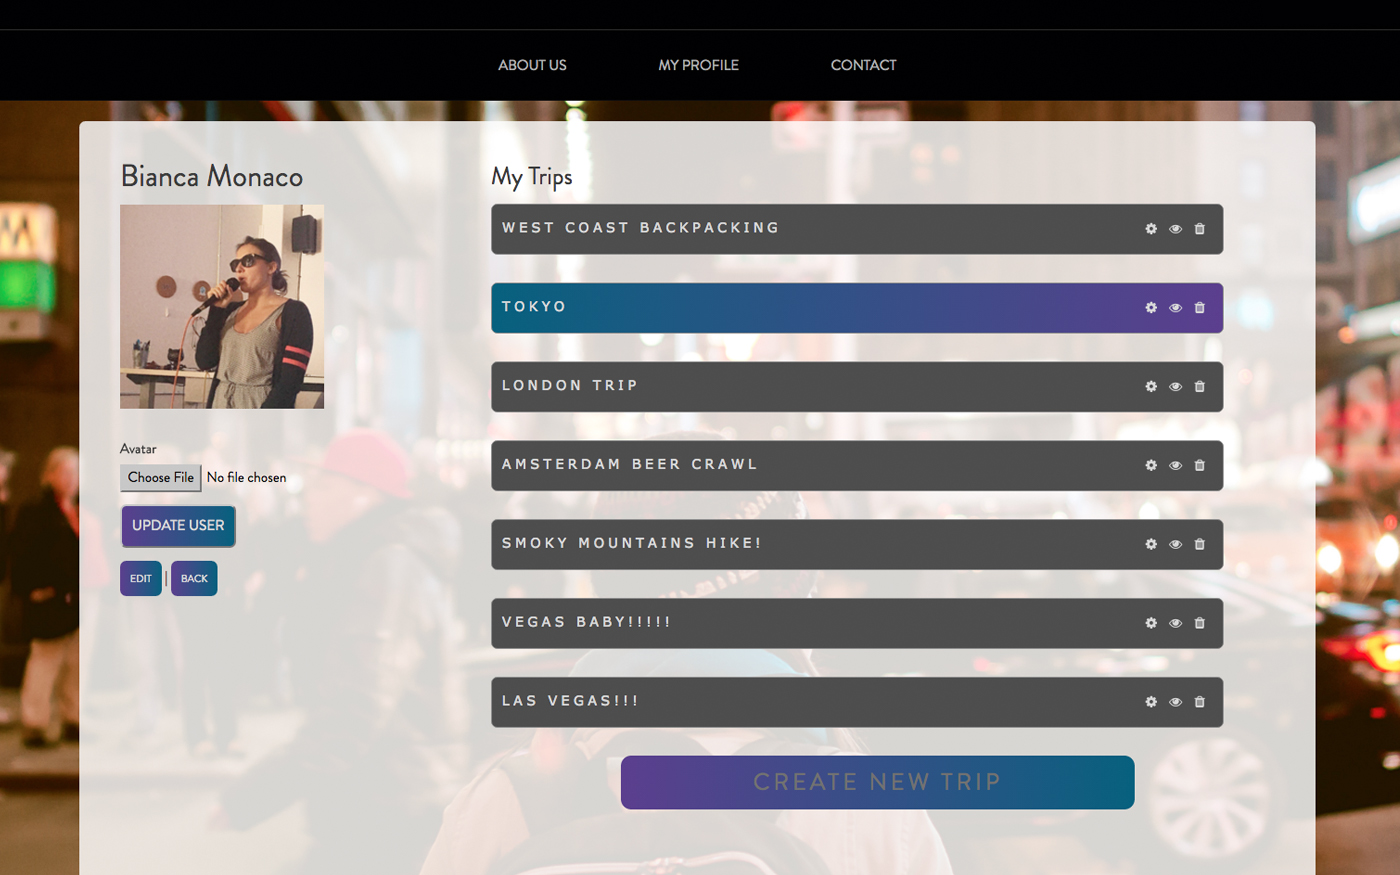 ABOUT US
MY PROFILE
CONTACT
Bianca Monaco
Avatar
Choose File No file chosen
UPDATE USER
EDIT | BACK
My Trips
WEST COAST BACKPACKING
TOKYO
LONDON TRIP
AMSTERDAM BEER CRAWL
SMOKY MOUNTAINS HIKE!
VEGAS BABY!!!!!
LAS VEGAS!!!
CREATE NEW TRIP